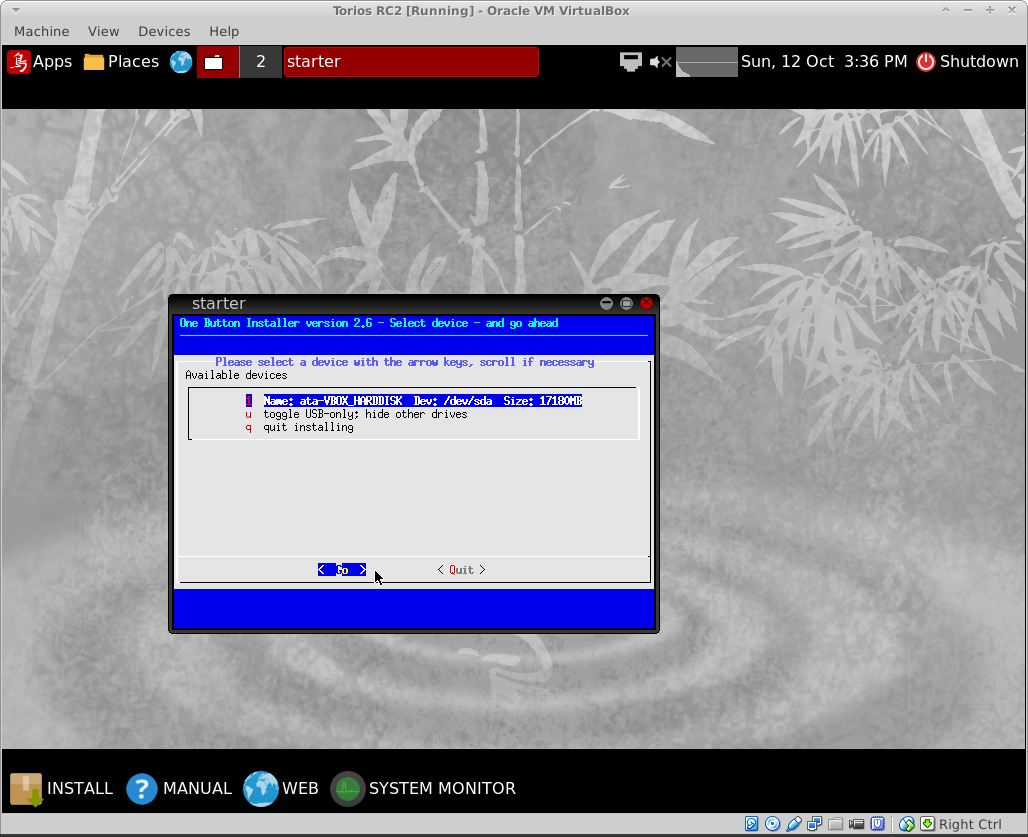 Torios RC2 [Running] - Oracle VM VirtualBox
Machine View Devices Help
Apps Places 2 starter Sun, 12 Oct 3:36 PM Shutdown
starter
One Button Installer version 2.6 - Select device - and go ahead
Please select a device with the arrow keys, scroll if necessary
Available devices
1 Name: ata-VBOX_HARDDISK Dev: /dev/sda Size: 17180MB
u toggle USB-only; hide other drives
q quit installing
< Go > < Quit >
INSTALL ? MANUAL WEB SYSTEM MONITOR
Right Ctrl